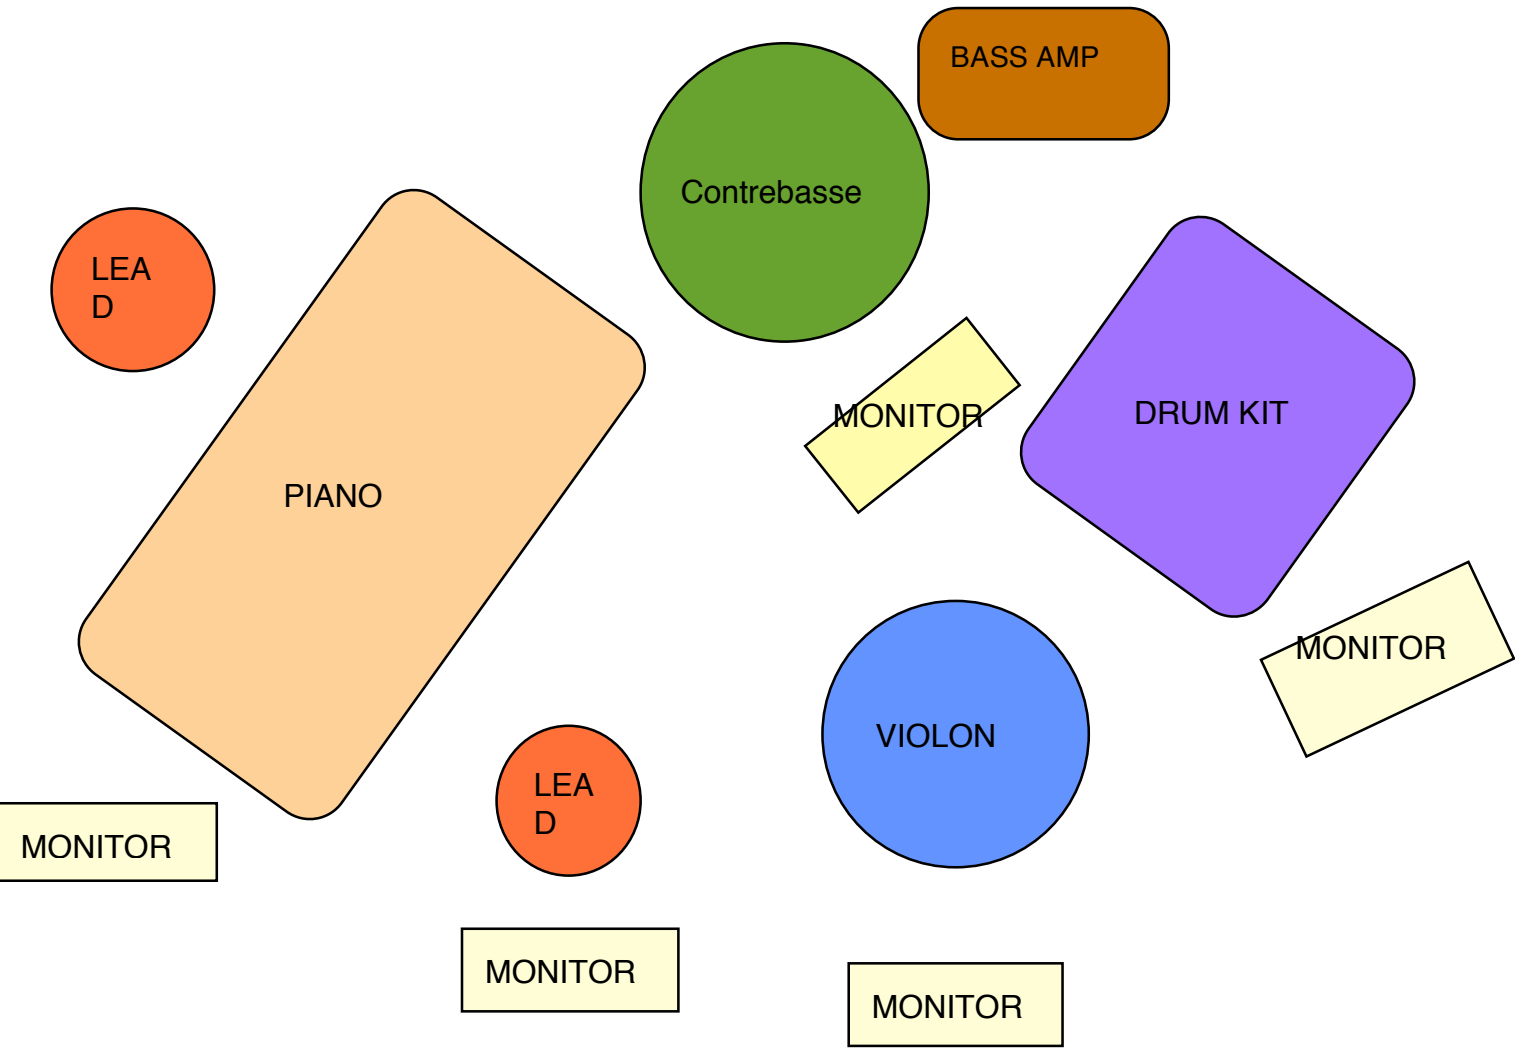 BASS AMP
Contrebasse
LEA
D
MONITOR
DRUM KIT
PIANO
MONITOR
VIOLON
LEA
D
MONITOR
MONITOR
MONITOR